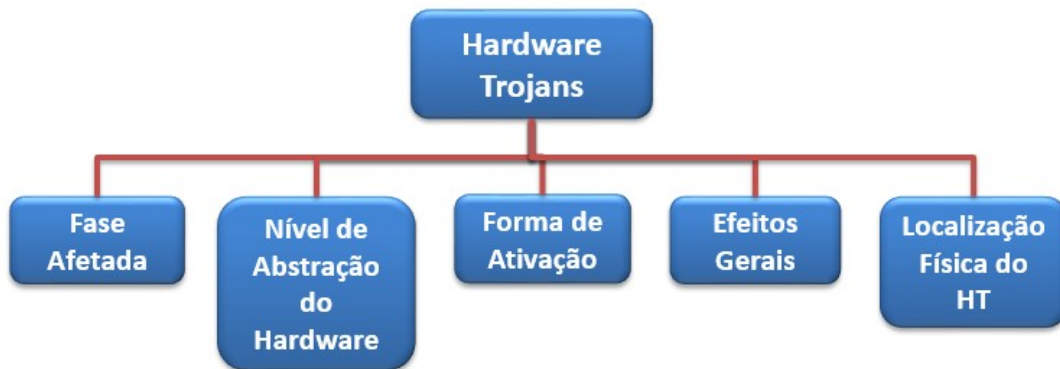 Hardware
Trojans
Fase
Afetada
Nível de
Abstração
do
Hardware
Forma de
Ativação
Efeitos
Gerais
Localização
Física do
HT